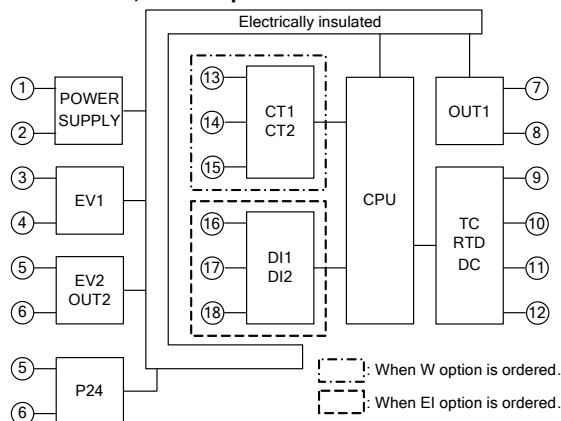 Electrically insulated
1
POWER
SUPPLY
2
3
EV1
4
5
EV2
OUT2
6
5
P24
6
13
14
15
CT1
CT2
16
17
18
DI1
DI2
CPU
OUT1
7
8
TC
RTD
DC
9
10
11
12
: When W option is ordered.
: When EI option is ordered.